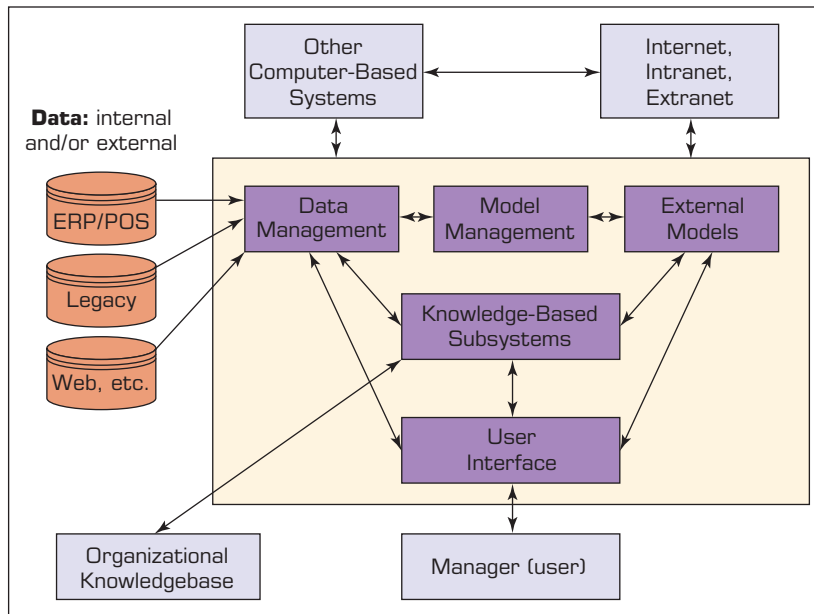 Other
Computer-Based
Systems
Internet,
Intranet,
Extranet
Data: internal
and/or external
ERP/POS
Legacy
Web, etc.
Data
Management
Model
Management
External
Models
Knowledge-Based
Subsystems
User
Interface
Organizational
Knowledgebase
Manager (user)